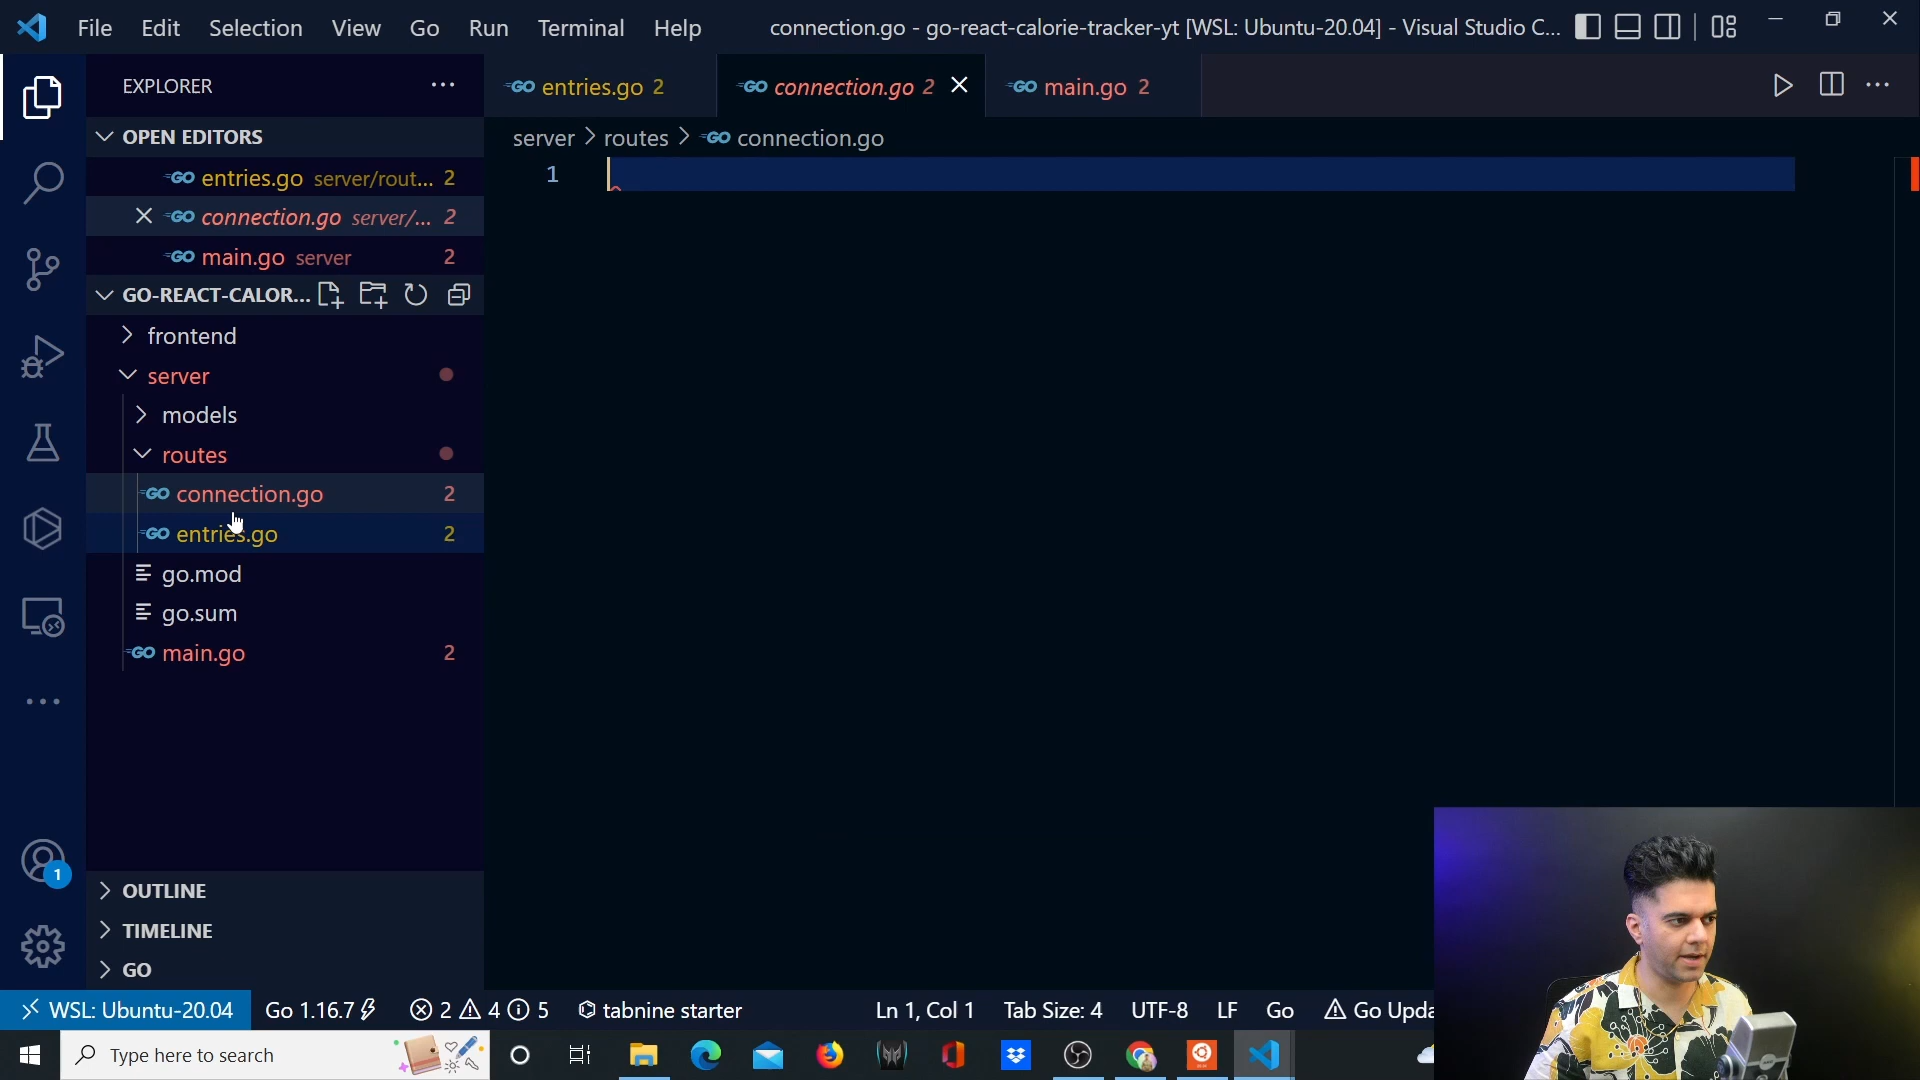 File Edit Selection View Go Run Terminal Help connection.go - go-react-calorie-tracker-yt [WSL: Ubuntu-20.04] - Visual Studio C...
EXPLORER
entries.go 2 connection.go 2 main.go 2
OPEN EDITORS
server > routes > connection.go
1
entries.go server/rout... 2
connection.go server/... 2
main.go server 2
GO-REACT-CALOR...
frontend
server
models
routes
connection.go 2
entries.go 2
go.mod
go.sum
main.go 2
1
OUTLINE
TIMELINE
GO
WSL: Ubuntu-20.04 Go 1.16.7 2 4 5 tabnine starter Ln 1, Col 1 Tab Size: 4 UTF-8 LF Go Go Upda
Type here to search